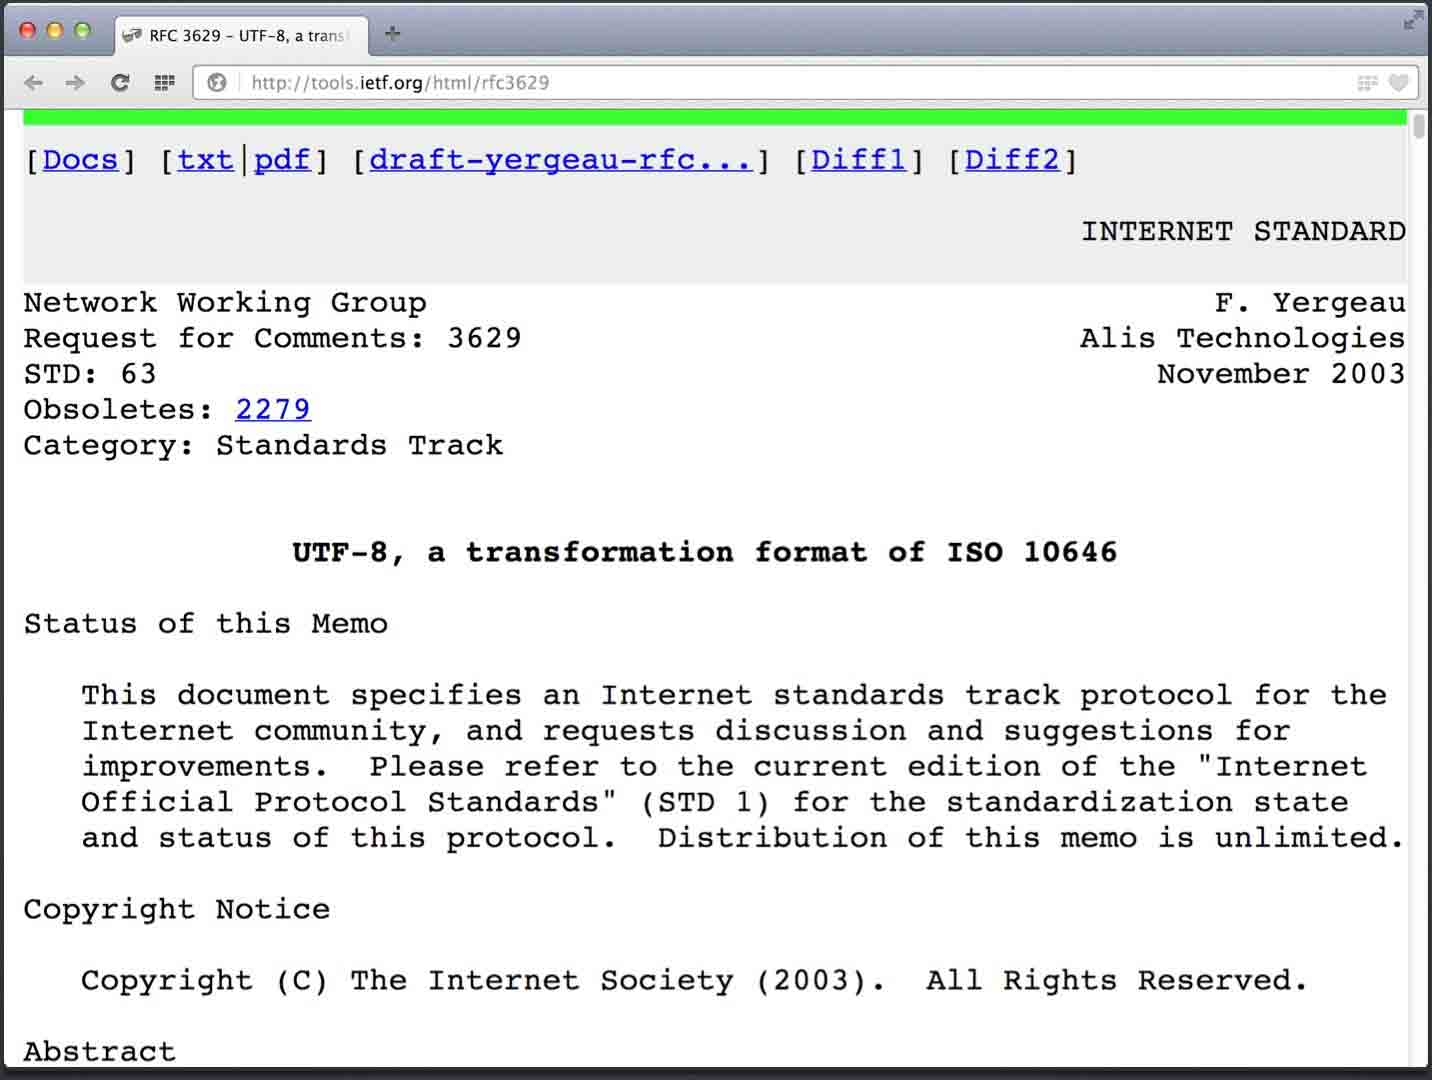 RFC 3629 - UTF-8, a trans
http://tools.ietf.org/html/rfc3629
[Docs] [txt|pdf] [draft-yergeau-rfc...] [Diff1] [Diff2]
INTERNET STANDARD
Network Working Group F. Yergeau
Request for Comments: 3629 Alis Technologies
STD: 63 November 2003
Obsoletes: 2279
Category: Standards Track
UTF-8, a transformation format of ISO 10646
Status of this Memo
This document specifies an Internet standards track protocol for the
Internet community, and requests discussion and suggestions for
improvements. Please refer to the current edition of the "Internet
Official Protocol Standards" (STD 1) for the standardization state
and status of this protocol. Distribution of this memo is unlimited.
Copyright Notice
Copyright (C) The Internet Society (2003). All Rights Reserved.
Abstract